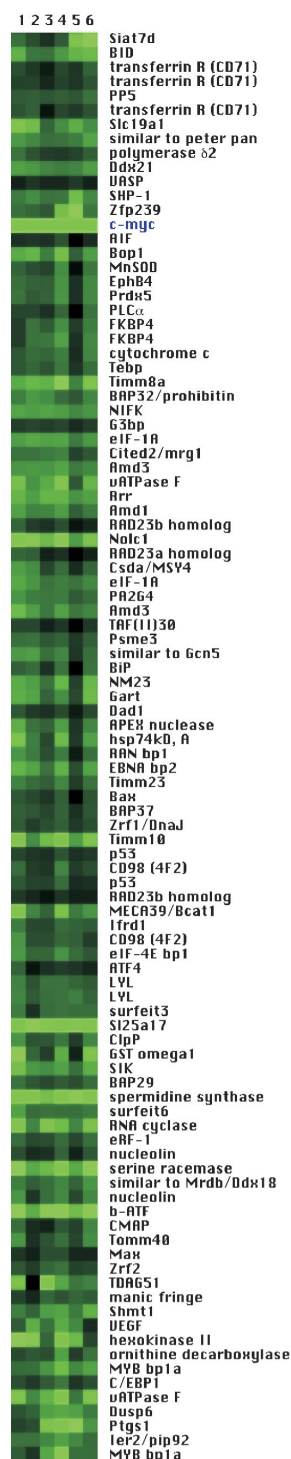 1 2 3 4 5 6
Siat7d
BID
transferrin R (CD71)
transferrin R (CD71)
PP5
transferrin R (CD71)
Slc19a1
similar to peter pan
polymerase δ2
Ddx21
VASP
SHP-1
Zfp239
c-myc
AIF
Bop1
MnSOD
EphB4
Prdx5
PLCα
FKBP4
FKBP4
cytochrome c
Tebp
Timm8a
BAP32/prohibitin
NIFK
G3bp
eIF-1A
Cited2/mrg1
Amd3
vATPase F
Arr
Amd1
RAD23b homolog
Nolc1
RAD23a homolog
Csda/MSY4
eIF-1A
PA2G4
Amd3
TAF(II)30
Psme3
similar to Gcn5
BiP
NM23
Gart
Dad1
APEX nuclease
hsp74kD, A
RAN bp1
EBNA bp2
Timm23
Bax
BAP37
Zrf1/DnaJ
Timm10
p53
CD98 (4F2)
p53
RAD23b homolog
MECA39/Bcat1
Ifrd1
CD98 (4F2)
eIF-4E bp1
ATF4
LYL
LYL
surfeit3
Sl25a17
ClpP
GST omega1
SIK
BAP29
spermidine synthase
surfeit6
RNA cyclase
eRF-1
nucleolin
serine racemase
similar to Mrdb/Ddx18
nucleolin
b-ATF
CMAP
Tomm40
Max
Zrf2
TDAG51
manic fringe
Shmt1
VEGF
hexokinase II
ornithine decarboxylase
MYB bp1a
C/EBP1
vATPase F
Dusp6
Ptgs1
Ier2/pip92
MYB bp1a